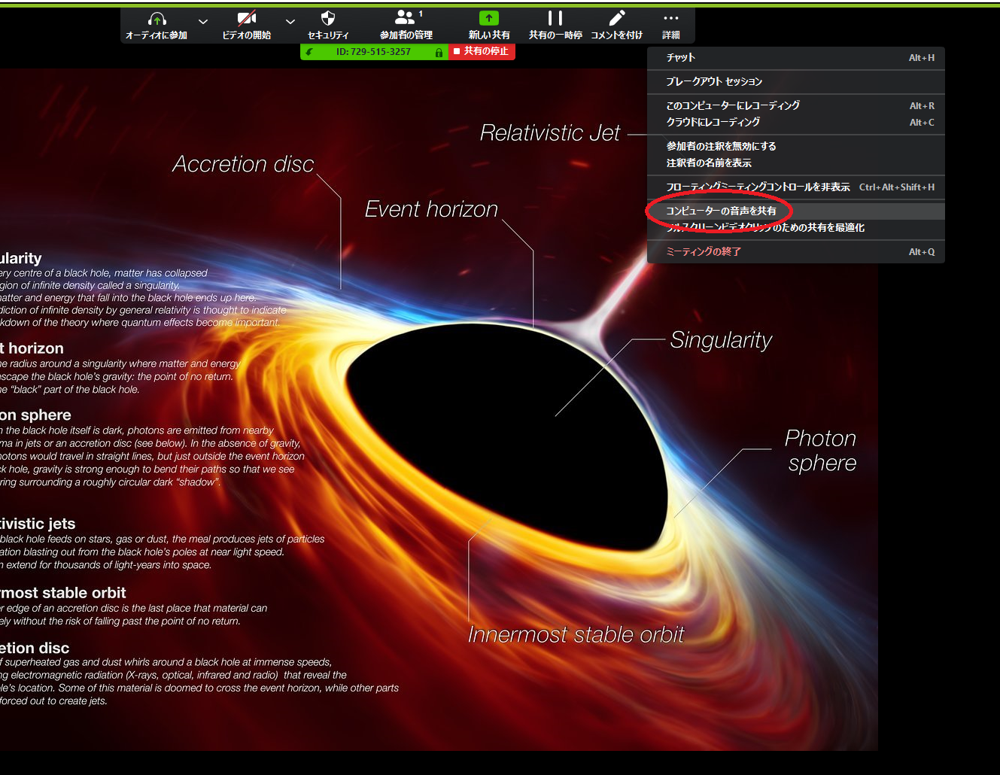 オーディオに参加
ビデオの開始
セキュリティ
参加者の管理
1
新しい共有
共有の一時停
コメントを付け
詳細
ID: 729-515-3257
共有の停止
チャット Alt+H
ブレークアウト セッション
このコンピューターにレコーディング Alt+R
クラウドにレコーディング Alt+C
参加者の注釈を無効にする
注釈者の名前を表示
フローティングミーティングコントロールを非表示 Ctrl+Alt+Shift+H
コンピューターの音声を共有
フルスクリーンビデオクリップのための共有を最適化
ミーティングの終了 Alt+Q
Relativistic Jet
Accretion disc
Event horizon
Singularity
Photon
sphere
Innermost stable orbit
ularity
ery centre of a black hole, matter has collapsed
gion of infinite density called a singularity.
natter and energy that fall into the black hole ends up here.
diction of infinite density by general relativity is thought to indicate
kdown of the theory where quantum effects become important.
t horizon
ne radius around a singularity where matter and energy
escape the black hole's gravity: the point of no return.
ne "black" part of the black hole.
on sphere
h the black hole itself is dark, photons are emitted from nearby
ma in jets or an accretion disc (see below). In the absence of gravity,
hotons would travel in straight lines, but just outside the event horizon
ck hole, gravity is strong enough to bend their paths so that we see
ring surrounding a roughly circular dark "shadow".
tivistic jets
black hole feeds on stars, gas or dust, the meal produces jets of particles
ation blasting out from the black hole's poles at near light speed.
n extend for thousands of light-years into space.
rmost stable orbit
er edge of an accretion disc is the last place that material can
ely without the risk of falling past the point of no return.
etion disc
of superheated gas and dust whirls around a black hole at immense speeds,
ng electromagnetic radiation (X-rays, optical, infrared and radio) that reveal the
le's location. Some of this material is doomed to cross the event horizon, while other parts
forced out to create jets.